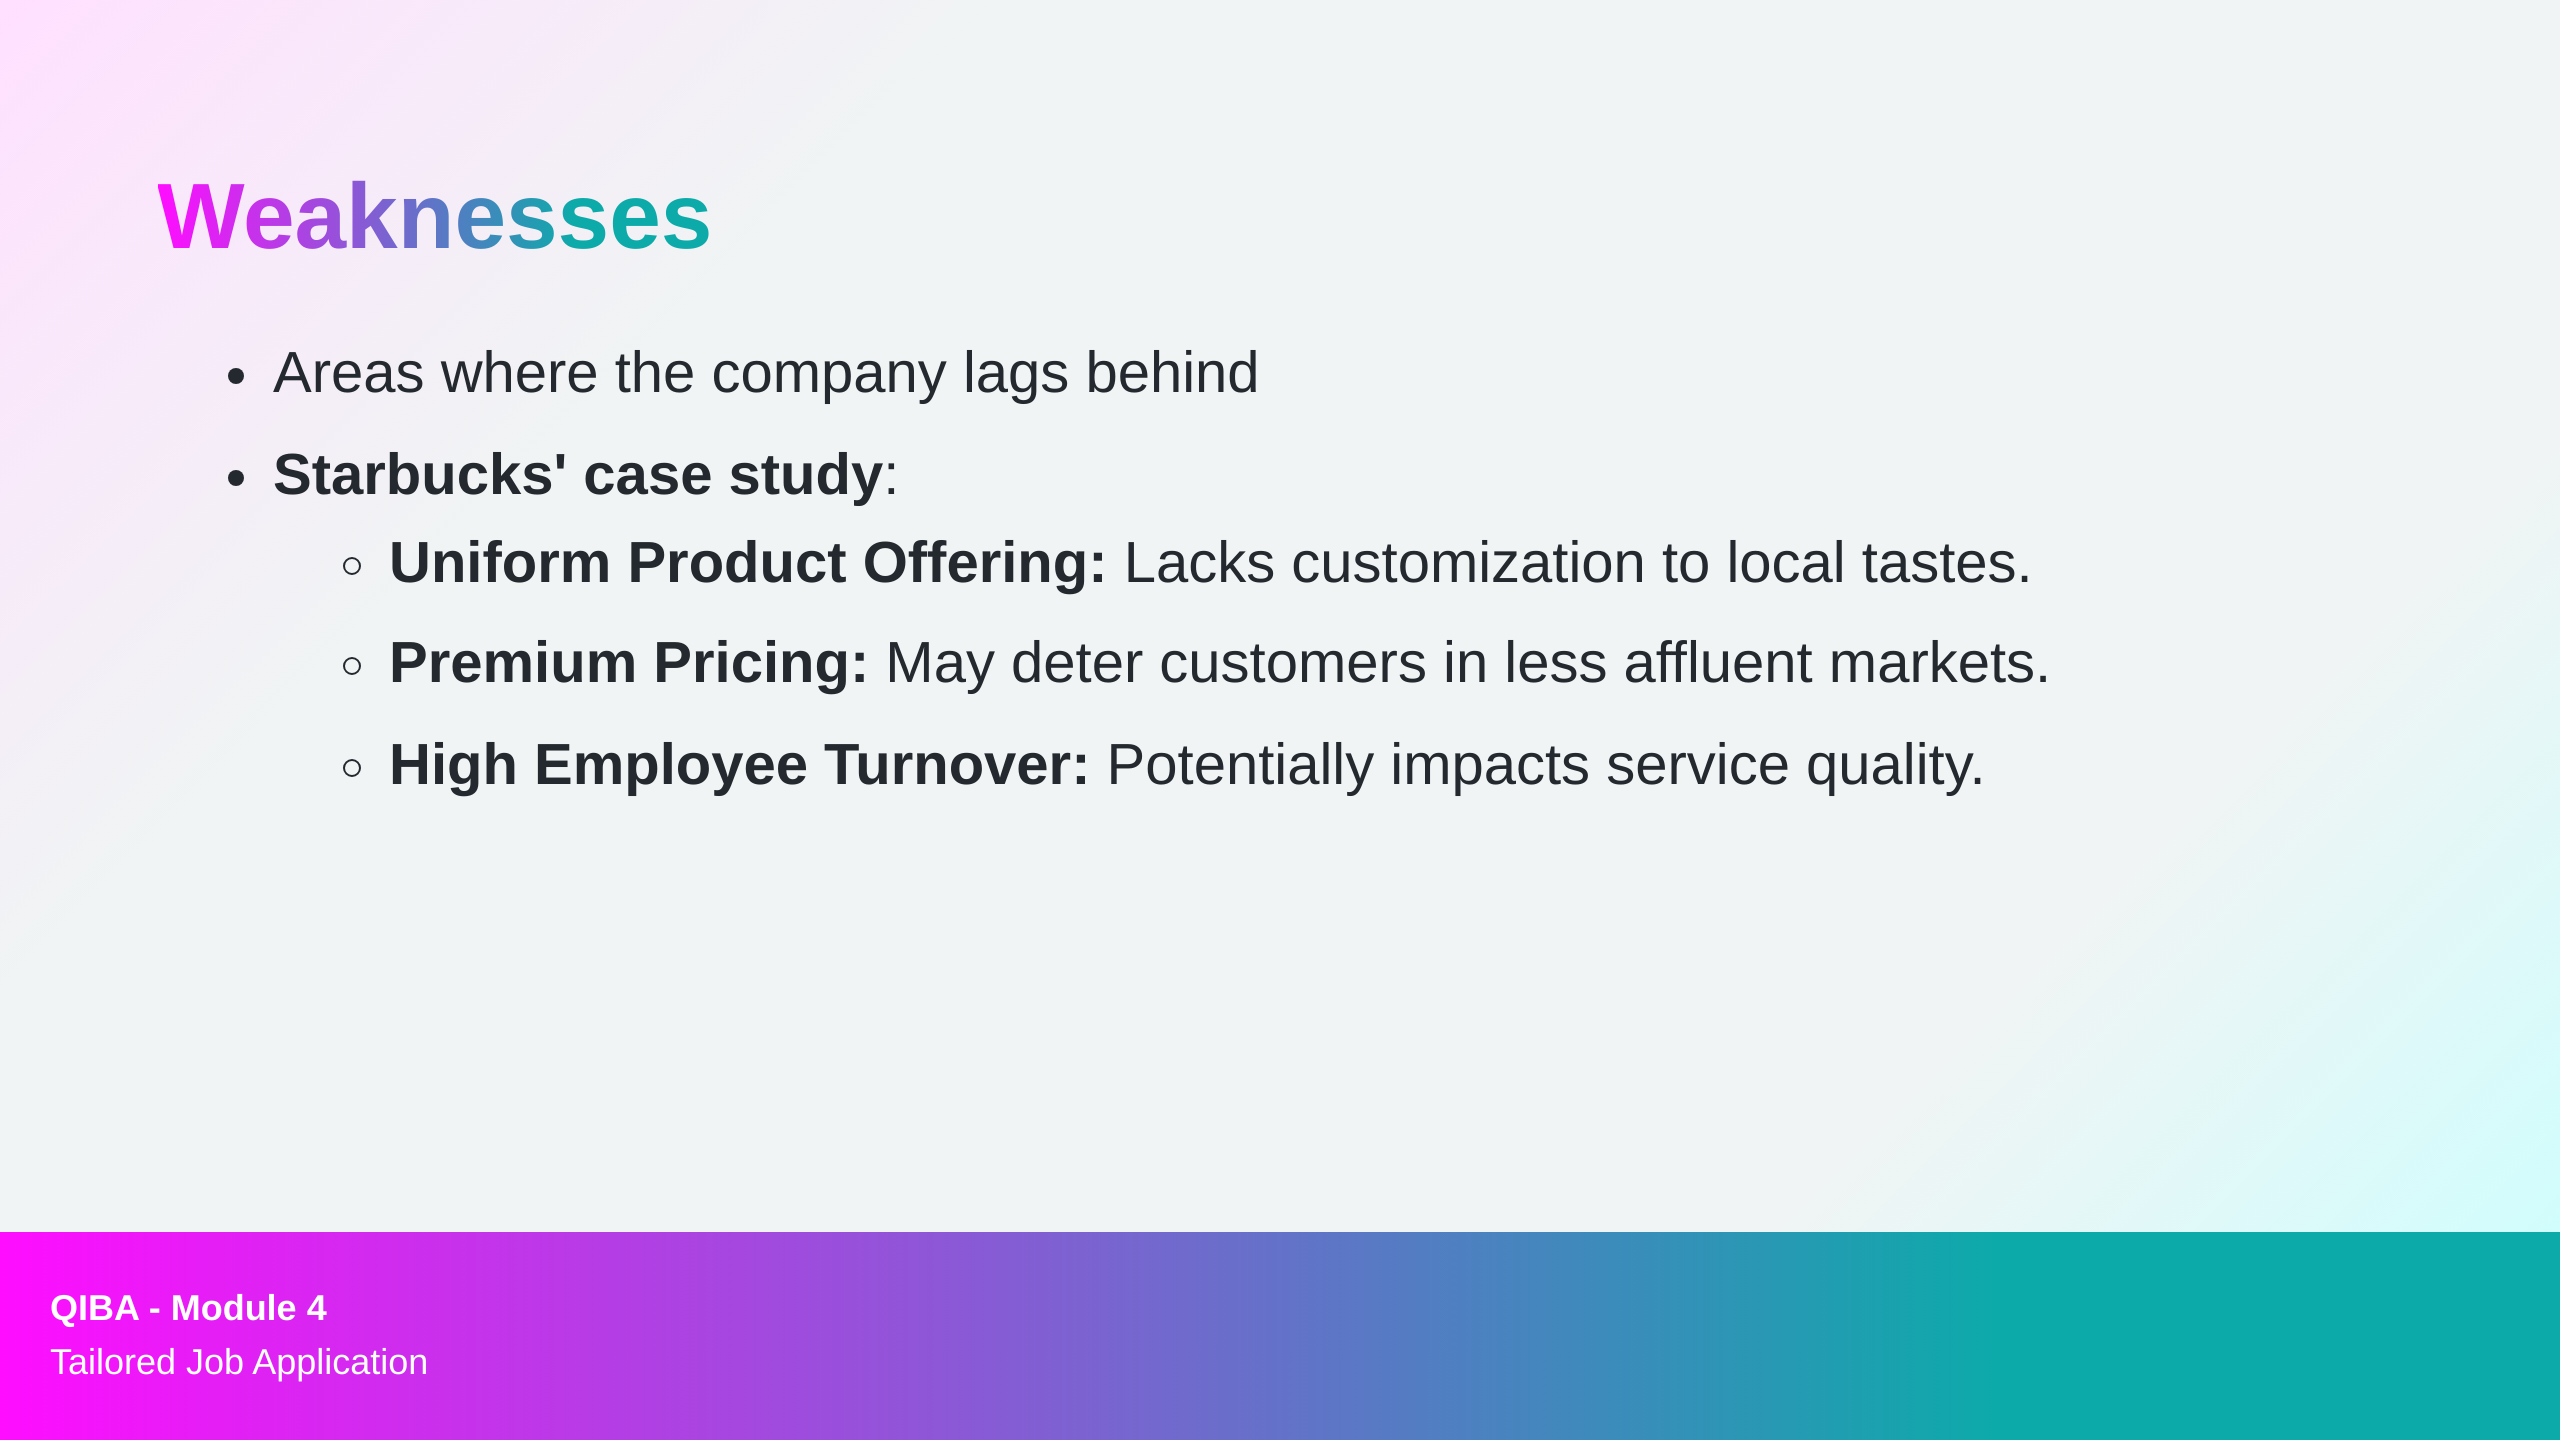 Weaknesses
Areas where the company lags behind
Starbucks' case study:
Uniform Product Offering: Lacks customization to local tastes.
Premium Pricing: May deter customers in less affluent markets.
High Employee Turnover: Potentially impacts service quality.
QIBA - Module 4
Tailored Job Application